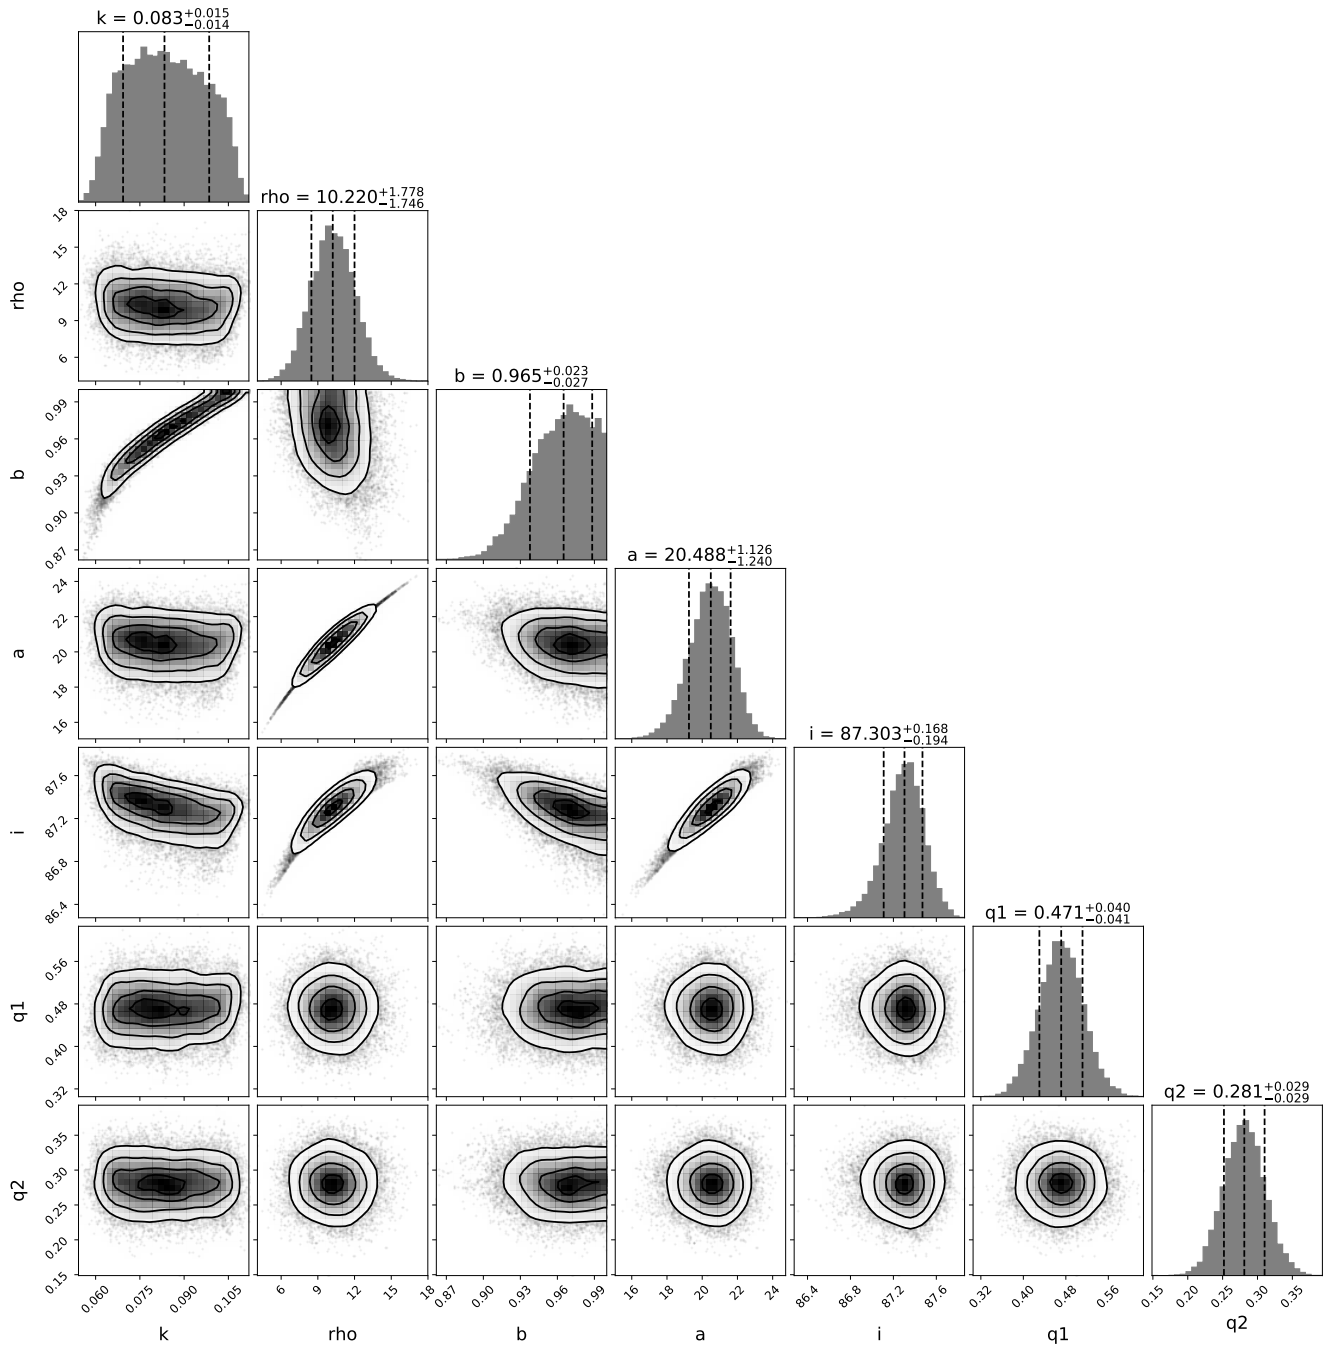 k = 0.083+0.015−0.014
rho = 10.220+1.778−1.746
18
15
12
9
6
rho
b = 0.965+0.023−0.027
0.99
0.96
0.93
0.90
0.87
b
a = 20.488+1.126−1.240
24
22
20
18
16
a
i = 87.303+0.168−0.194
87.6
87.2
86.8
86.4
i
q1 = 0.471+0.040−0.041
0.56
0.48
0.40
0.32
q1
q2 = 0.281+0.029−0.029
0.35
0.30
0.25
0.20
0.15
q2
0.060 0.075 0.090 0.105 6 9 12 15 18 0.87 0.90 0.93 0.96 0.99 16 18 20 22 24 86.4 86.8 87.2 87.6 0.32 0.40 0.48 0.56 0.15 0.20 0.25 0.30 0.35
k rho b a i q1 q2